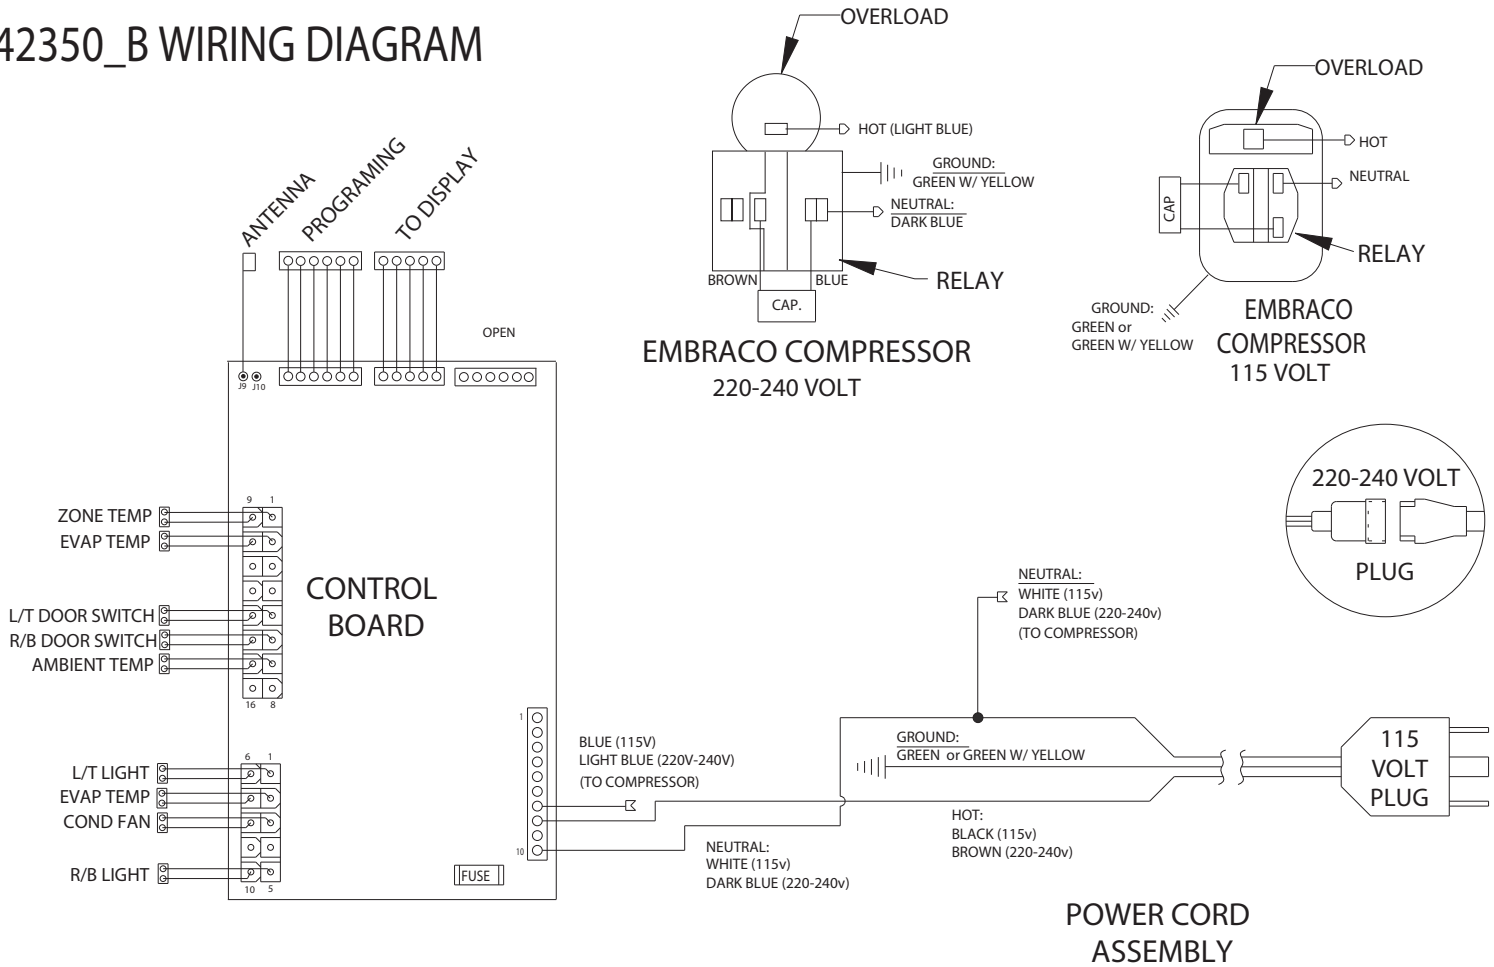 42350_B WIRING DIAGRAM
OVERLOAD
HOT (LIGHT BLUE)
GROUND:
GREEN W/ YELLOW
NEUTRAL:
DARK BLUE
RELAY
BROWN
BLUE
CAP.
EMBRACO COMPRESSOR
220-240 VOLT
OVERLOAD
HOT
NEUTRAL
CAP
RELAY
GROUND:
GREEN or
GREEN W/ YELLOW
EMBRACO
COMPRESSOR
115 VOLT
ANTENNA
PROGRAMING
TO DISPLAY
OPEN
J9 J10
9 1
ZONE TEMP
EVAP TEMP
L/T DOOR SWITCH
R/B DOOR SWITCH
AMBIENT TEMP
16 8
CONTROL
BOARD
6 1
L/T LIGHT
EVAP TEMP
COND FAN
R/B LIGHT
10 5
FUSE
1
10
BLUE (115V)
LIGHT BLUE (220V-240V)
(TO COMPRESSOR)
NEUTRAL:
WHITE (115v)
DARK BLUE (220-240v)
NEUTRAL:
WHITE (115v)
DARK BLUE (220-240v)
(TO COMPRESSOR)
GROUND:
GREEN or GREEN W/ YELLOW
HOT:
BLACK (115v)
BROWN (220-240v)
220-240 VOLT
PLUG
115
VOLT
PLUG
POWER CORD
ASSEMBLY